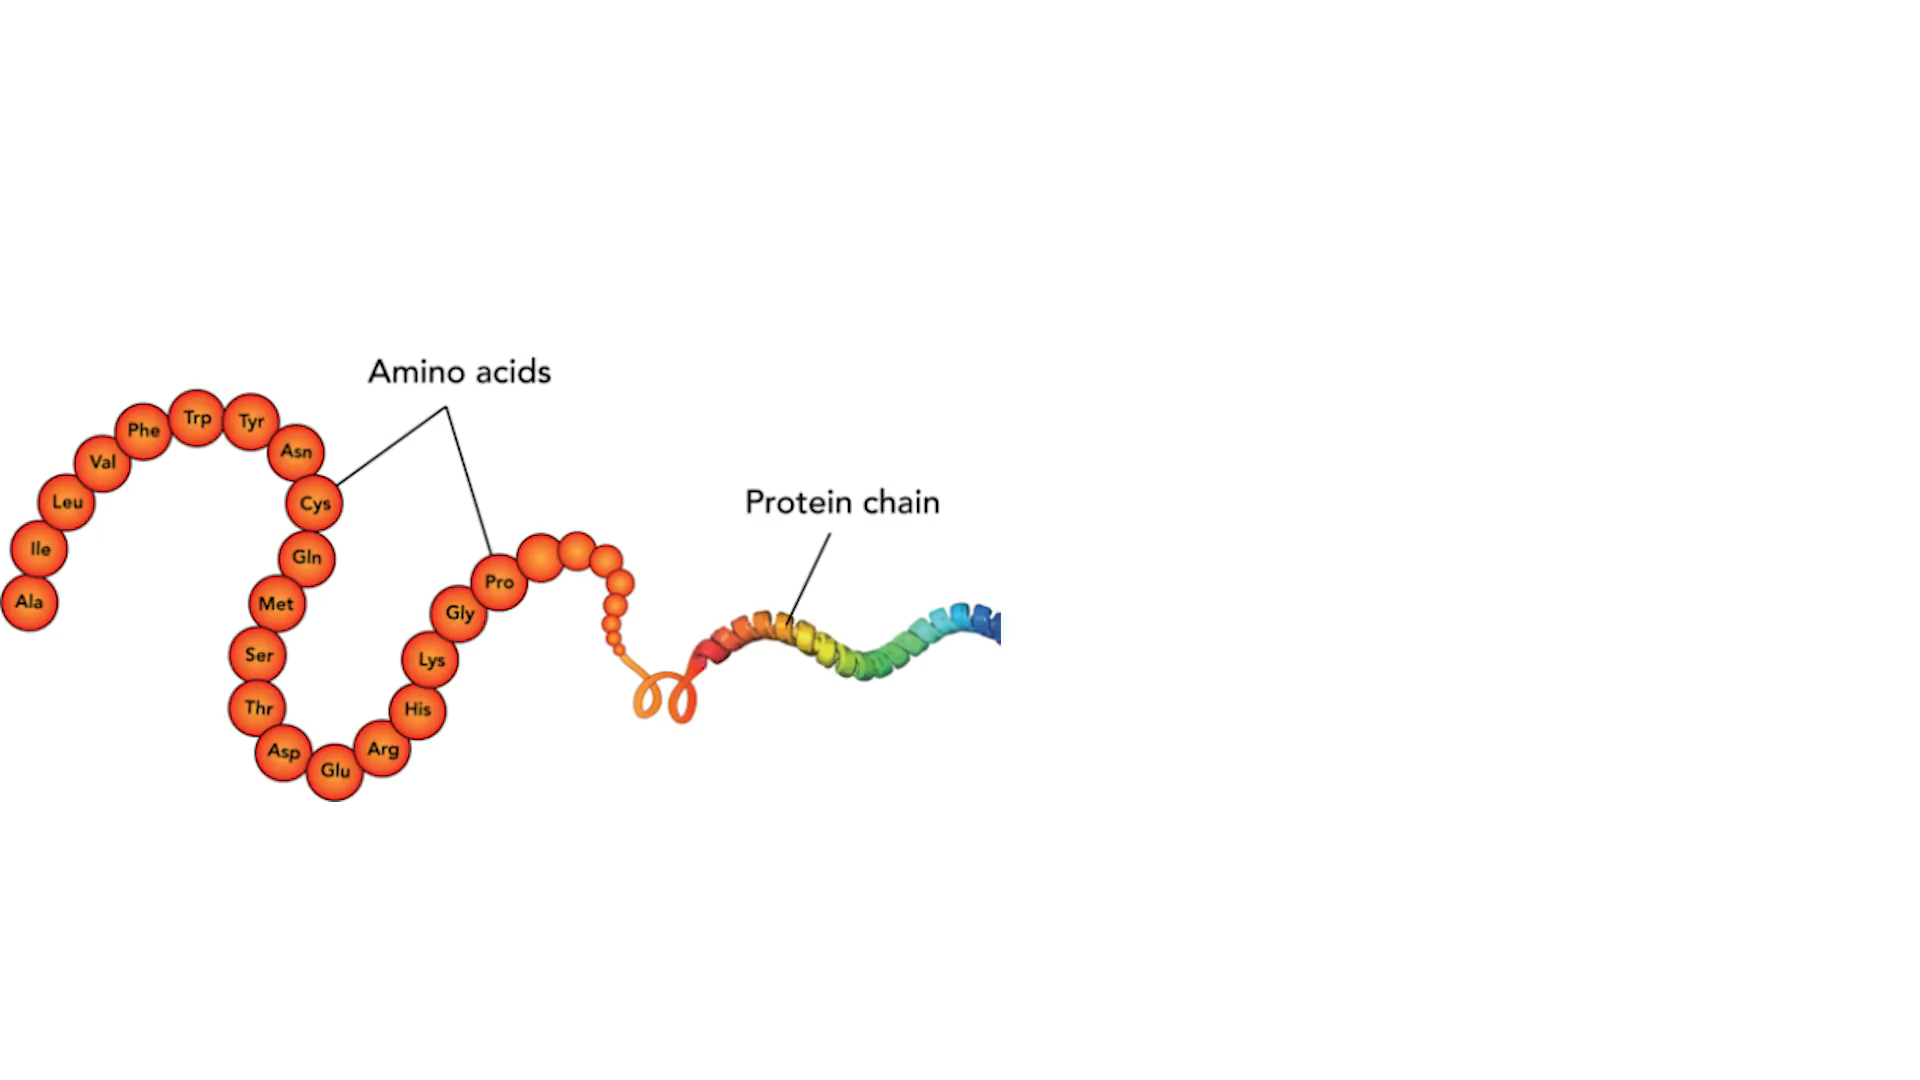 Amino acids
Protein chain
Ala
Ile
Leu
Val
Phe
Trp
Tyr
Asn
Cys
Gln
Met
Ser
Thr
Asp
Glu
Arg
His
Lys
Gly
Pro